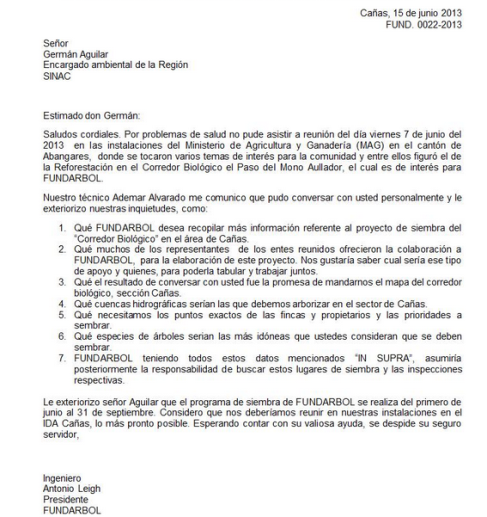 Cañas, 15 de junio 2013
FUND. 0022-2013
Señor
Germán Aguilar
Encargado ambiental de la Región
SINAC
Estimado don Germán:
Saludos cordiales. Por problemas de salud no pude asistir a reunión del día viernes 7 de junio del
2013 en las instalaciones del Ministerio de Agricultura y Ganadería (MAG) en el cantón de
Abangares, donde se tocaron varios temas de interés para la comunidad y entre ellos figuró el de
la Reforestación en el Corredor Biológico el Paso del Mono Aullador, el cual es de interés para
FUNDARBOL.
Nuestro técnico Ademar Alvarado me comunico que pudo conversar con usted personalmente y le
exteriorizo nuestras inquietudes, como:
1. Qué FUNDARBOL desea recopilar más información referente al proyecto de siembra del
"Corredor Biológico" en el área de Cañas.
2. Qué muchos de los representantes de los entes reunidos ofrecieron la colaboración a
FUNDARBOL, para la elaboración de este proyecto. Nos gustaría saber cual sería ese tipo
de apoyo y quienes, para poderla tabular y trabajar juntos.
3. Qué el resultado de conversar con usted fue la promesa de mandarnos el mapa del corredor
biológico, sección Cañas.
4. Qué cuencas hidrográficas serían las que debemos arborizar en el sector de Cañas.
5. Qué necesitamos los puntos exactos de las fincas y propietarios y las prioridades a
sembrar.
6. Qué especies de árboles serian las más idóneas que ustedes consideran que se deben
sembrar.
7. FUNDARBOL teniendo todos estos datos mencionados "IN SUPRA", asumiría
posteriormente la responsabilidad de buscar estos lugares de siembra y las inspecciones
respectivas.
Le exteriorizo señor Aguilar que el programa de siembra de FUNDARBOL se realiza del primero de
junio al 31 de septiembre. Considero que nos deberíamos reunir en nuestras instalaciones en el
IDA Cañas, lo más pronto posible. Esperando contar con su valiosa ayuda, se despide su seguro
servidor,
Ingeniero
Antonio Leigh
Presidente
FUNDARBOL